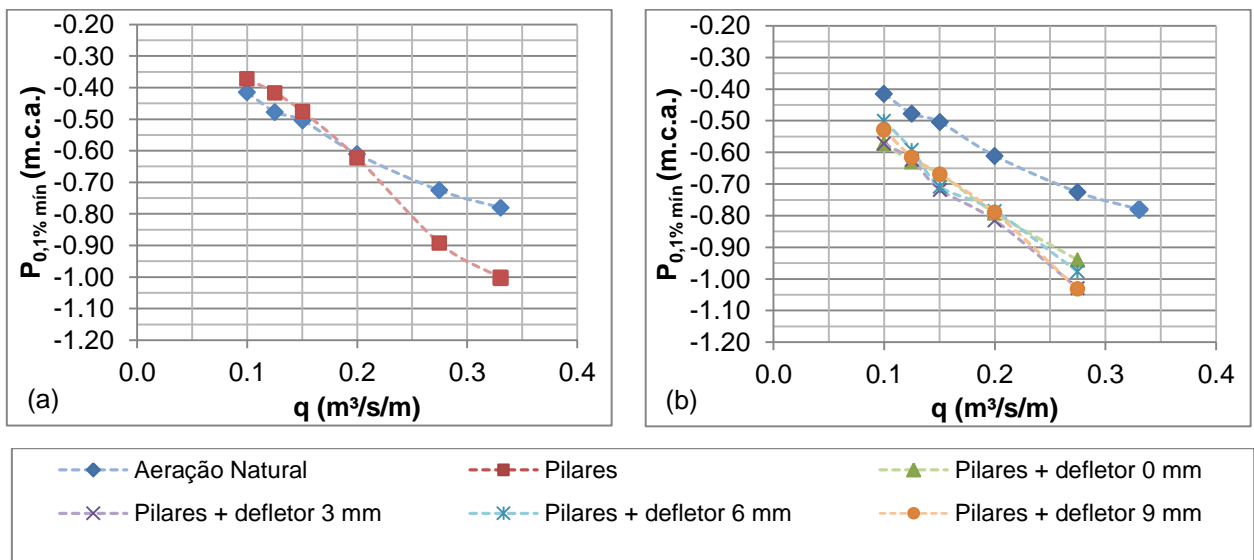 -0.20
-0.30
-0.40
-0.50
-0.60
-0.70
-0.80
-0.90
-1.00
-1.10
-1.20
P0,1% mín (m.c.a.)
0.0 0.1 0.2 0.3 0.4
q (m³/s/m)
(a)
-0.20
-0.30
-0.40
-0.50
-0.60
-0.70
-0.80
-0.90
-1.00
-1.10
-1.20
P0,1% mín (m.c.a.)
0.0 0.1 0.2 0.3 0.4
q (m³/s/m)
(b)
Aeração Natural Pilares Pilares + defletor 0 mm
Pilares + defletor 3 mm Pilares + defletor 6 mm Pilares + defletor 9 mm